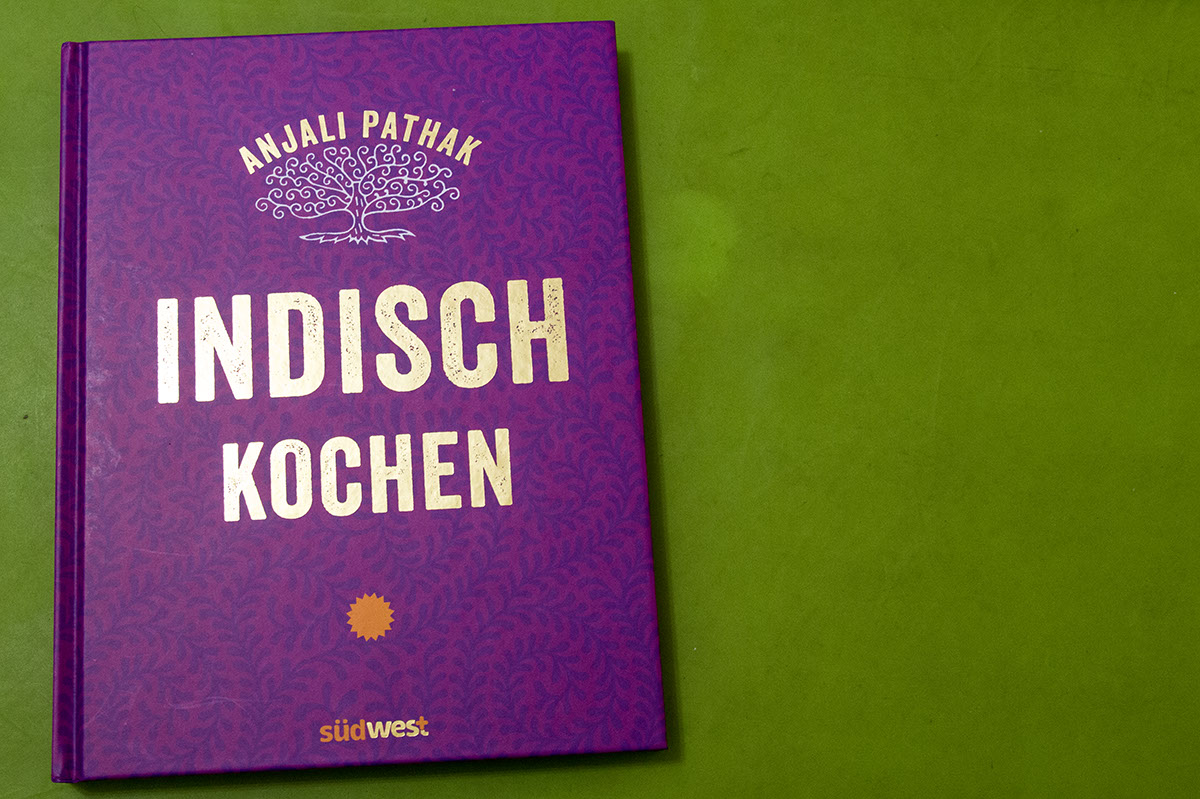 ANJALI PATHAK
INDISCH
KOCHEN
südwest